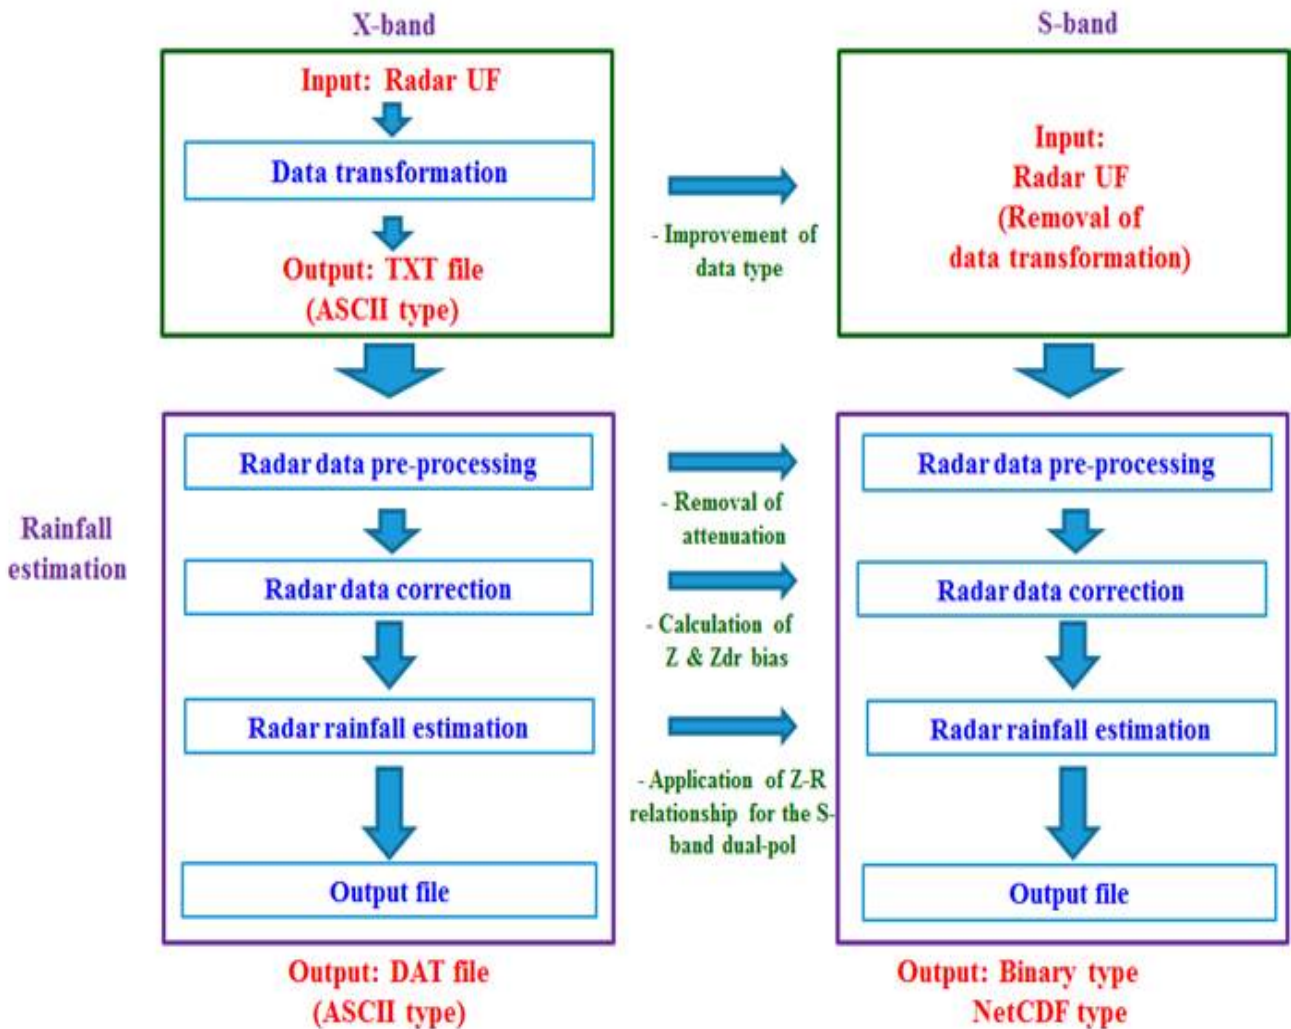 X-band
Input: Radar UF
Data transformation
Output: TXT file
(ASCII type)
- Improvement of
data type
S-band
Input:
Radar UF
(Removal of
data transformation)
Rainfall
estimation
Radar data pre-processing
Radar data correction
Radar rainfall estimation
Output file
Output: DAT file
(ASCII type)
- Removal of
attenuation
- Calculation of
Z & Zdr bias
- Application of Z-R
relationship for the S-
band dual-pol
Radar data pre-processing
Radar data correction
Radar rainfall estimation
Output file
Output: Binary type
NetCDF type